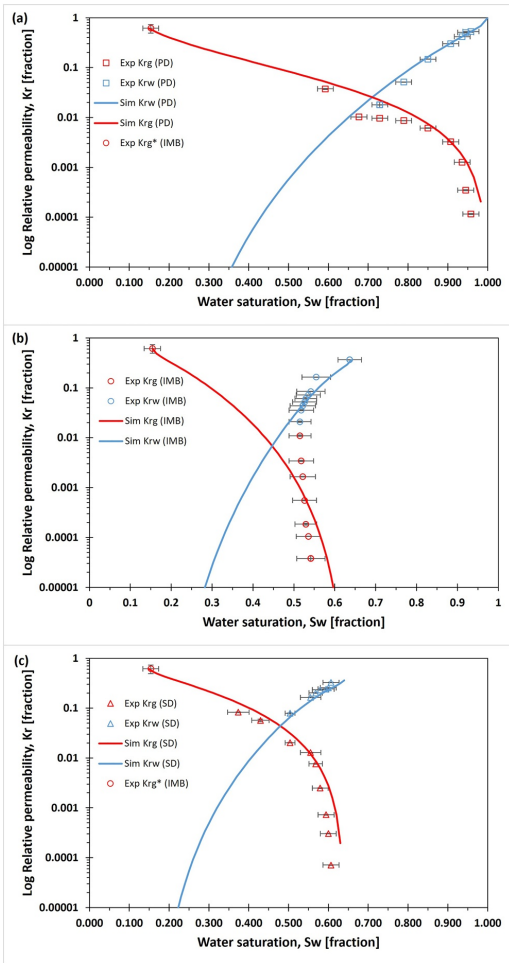 (a)
Log Relative permeability, Kr [fraction]
1
0.1
0.01
0.001
0.0001
0.00001
Exp Krg (PD)
Exp Krw (PD)
Sim Krw (PD)
Sim Krg (PD)
Exp Krg* (IMB)
0.000 0.100 0.200 0.300 0.400 0.500 0.600 0.700 0.800 0.900 1.000
Water saturation, Sw [fraction]
(b)
Log Relative permeability, Kr [fraction]
1
0.1
0.01
0.001
0.0001
0.00001
Exp Krg (IMB)
Exp Krw (IMB)
Sim Krg (IMB)
Sim Krw (IMB)
0 0.1 0.2 0.3 0.4 0.5 0.6 0.7 0.8 0.9 1
Water saturation, Sw [fraction]
(c)
Log Relative permeability, Kr [fraction]
1
0.1
0.01
0.001
0.0001
0.00001
Exp Krg (SD)
Exp Krw (SD)
Sim Krg (SD)
Sim Krw (SD)
Exp Krg* (IMB)
0.000 0.100 0.200 0.300 0.400 0.500 0.600 0.700 0.800 0.900 1.000
Water saturation, Sw [fraction]